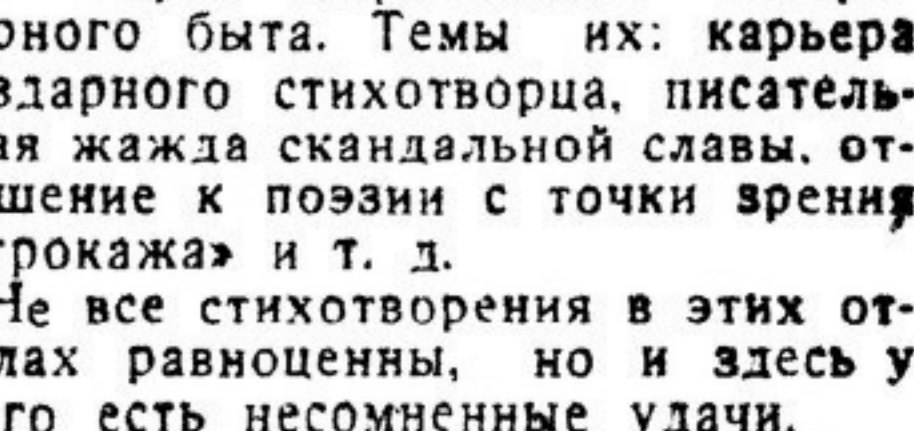 рного быта. Темы их: карьера
здарного стихотворца, писатель-
ая жажда скандальной славы, от-
шение к поэзии с точки зрения
трокажа» и т. д.
Не все стихотворения в этих от-
лах равноценны, но и здесь у
го есть несомненные удачи.